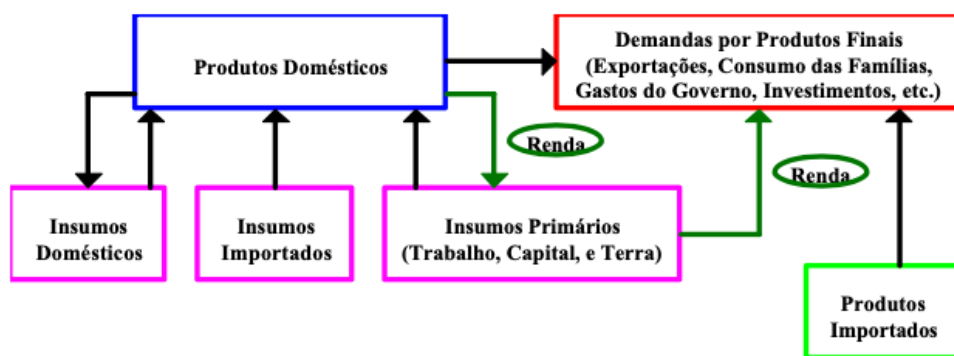 Produtos Domésticos
Demandas por Produtos Finais
(Exportações, Consumo das Famílias,
Gastos do Governo, Investimentos, etc.)
Renda
Renda
Insumos
Domésticos
Insumos
Importados
Insumos Primários
(Trabalho, Capital, e Terra)
Produtos
Importados